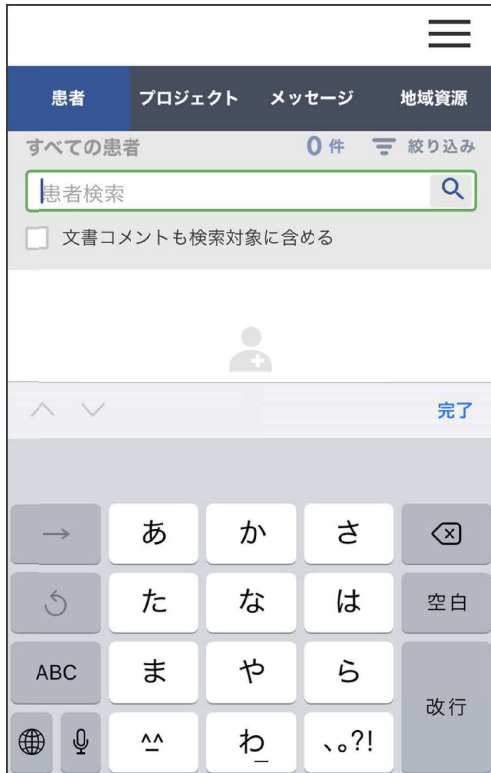 患者 プロジェクト メッセージ 地域資源
すべての患者 0 件 絞り込み
患者検索
文書コメントも検索対象に含める
完了
→ あ か さ
た な は 空白
ABC ま や ら
改行
^^ わ 、。?!